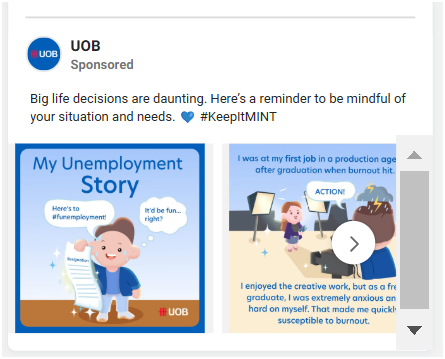 UOB
UOB
Sponsored
Big life decisions are daunting. Here's a reminder to be mindful of
your situation and needs. 💙 #KeepItMINT
My Unemployment
Story
Here's to
#funemployment!
It'd be fun...
right?
Resignation
UOB
I was at my first job in a production age
after graduation when burnout hit.
ACTION!
I enjoyed the creative work, but as a fre
graduate, I was extremely anxious an
hard on myself. That made me quickl
susceptible to burnout.